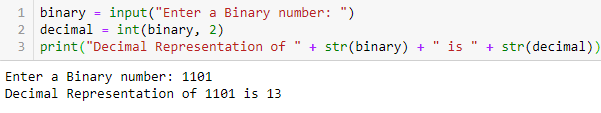 1 binary = input("Enter a Binary number: ")
2 decimal = int(binary, 2)
3 print("Decimal Representation of " + str(binary) + " is " + str(decimal))
Enter a Binary number: 1101
Decimal Representation of 1101 is 13